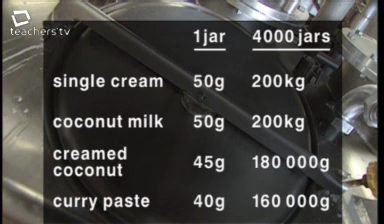 teachers'tv
1 jar 4000 jars
single cream 50g 200kg
coconut milk 50g 200kg
creamed
coconut 45g 180 000g
curry paste 40g 160 000g